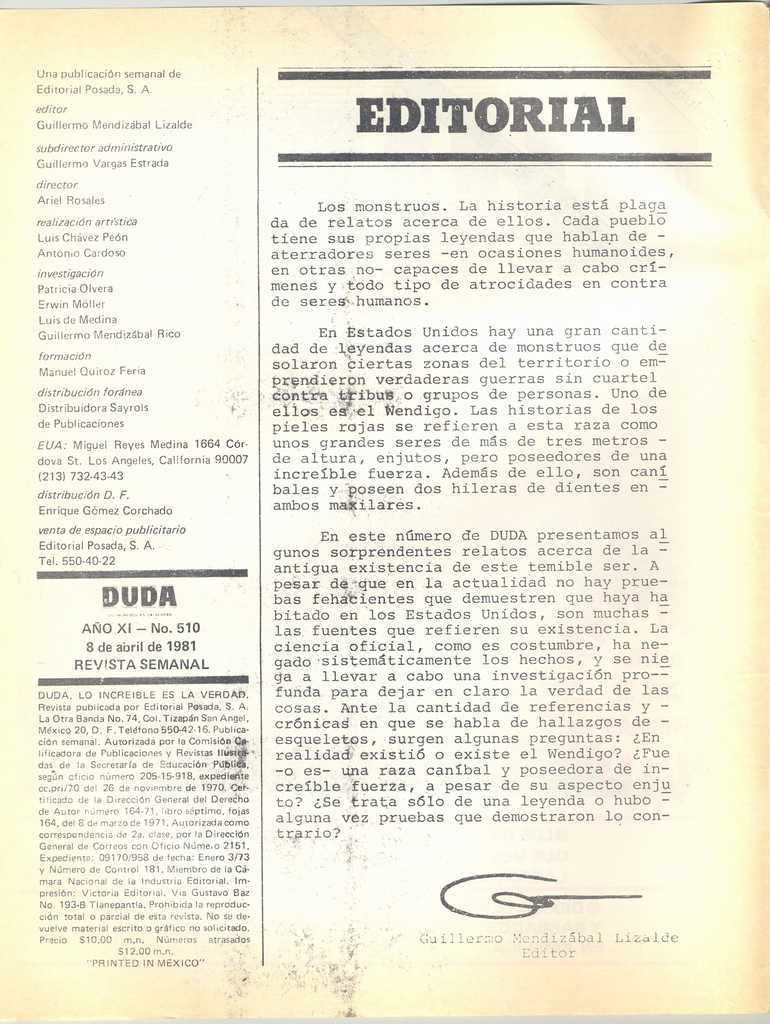 Una publicación semanal de
Editorial Posada, S. A.
editor
Guillermo Mendizábal Lizalde
subdirector administrativo
Guillermo Vargas Estrada
director
Ariel Rosales
realización artística
Luis Chávez Peón
Antonio Cardoso
investigación
Patricia Olvera
Erwin Möller
Luis de Medina
Guillermo Mendizábal Rico
formación
Manuel Quiroz Feria
distribución foránea
Distribuidora Sayrols
de Publicaciones
EUA: Miguel Reyes Medina 1664 Cór-
dova St. Los Angeles, California 90007
(213) 732-43-43
distribución D. F.
Enrique Gómez Corchado
venta de espacio publicitario
Editorial Posada, S. A.
Tel. 550-40-22
DUDA
AÑO XI – No. 510
8 de abril de 1981
REVISTA SEMANAL
DUDA, LO INCREIBLE ES LA VERDAD.
Revista publicada por Editorial Posada, S. A.
La Otra Banda No. 74, Col. Tizapán San Angel,
México 20, D. F. Teléfono 550-42-16. Publica-
ción semanal. Autorizada por la Comisión Ca-
lificadora de Publicaciones y Revistas Ilustra-
das de la Secretaría de Educación Pública,
según oficio número 205-15-918, expediente
cc.pri/70 del 26 de noviembre de 1970. Cer-
tificado de la Dirección General del Derecho
de Autor número 164-71, libro séptimo, fojas
164, del 8 de marzo de 1971. Autorizada como
correspondencia de 2a. clase, por la Dirección
General de Correos con Oficio Número 2151,
Expediente: 09170/958 de fecha: Enero 3/73
y Número de Control 181. Miembro de la Cá-
mara Nacional de la Industria Editorial. Im-
presión: Victoria Editorial. Vía Gustavo Baz
No. 193-B Tlanepantla. Prohibida la reproduc-
ción total o parcial de esta revista. No se de-
vuelve material escrito o gráfico no solicitado.
Precio $10,00 m.n. Números atrasados
$12,00 m.n.
"PRINTED IN MEXICO"
EDITORIAL
Los monstruos. La historia está plaga
da de relatos acerca de ellos. Cada pueblo
tiene sus propias leyendas que hablan de -
aterradores seres -en ocasiones humanoides,
en otras no- capaces de llevar a cabo crí-
menes y todo tipo de atrocidades en contra
de seres humanos.
En Estados Unidos hay una gran canti-
dad de leyendas acerca de monstruos que de
solaron ciertas zonas del territorio o em-
prendieron verdaderas guerras sin cuartel
contra tribus o grupos de personas. Uno de
ellos es el Wendigo. Las historias de los
pieles rojas se refieren a esta raza como
unos grandes seres de más de tres metros -
de altura, enjutos, pero poseedores de una
increíble fuerza. Además de ello, son caní
bales y poseen dos hileras de dientes en -
ambos maxilares.
En este número de DUDA presentamos al
gunos sorprendentes relatos acerca de la -
antigua existencia de este temible ser. A
pesar de que en la actualidad no hay prue-
bas fehacientes que demuestren que haya ha
bitado en los Estados Unidos, son muchas -
las fuentes que refieren su existencia. La
ciencia oficial, como es costumbre, ha ne-
gado sistemáticamente los hechos, y se nie
ga a llevar a cabo una investigación pro--
funda para dejar en claro la verdad de las
cosas. Ante la cantidad de referencias y -
crónicas en que se habla de hallazgos de -
esqueletos, surgen algunas preguntas: ¿En
realidad existió o existe el Wendigo? ¿Fue
-o es- una raza caníbal y poseedora de in-
creíble fuerza, a pesar de su aspecto enju
to? ¿Se trata sólo de una leyenda o hubo -
alguna vez pruebas que demostraron lo con-
trario?
Guillermo Mendizábal Lizalde
Editor